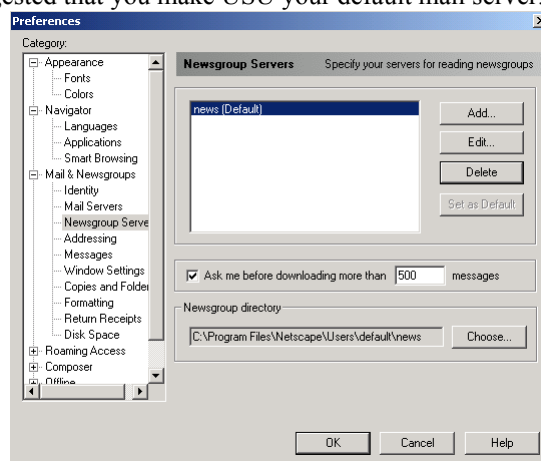 gested that you make USU your default mail server.
Preferences
Category:
Appearance
Fonts
Colors
Navigator
Languages
Applications
Smart Browsing
Mail & Newsgroups
Identity
Mail Servers
Newsgroup Serve
Addressing
Messages
Window Settings
Copies and Folder
Formatting
Return Receipts
Disk Space
Roaming Access
Composer
Offline
Newsgroup Servers Specify your servers for reading newsgroups
news (Default)
Add...
Edit...
Delete
Set as Default
Ask me before downloading more than 500 messages
Newsgroup directory
C:\Program Files\Netscape\Users\default\news Choose...
OK Cancel Help